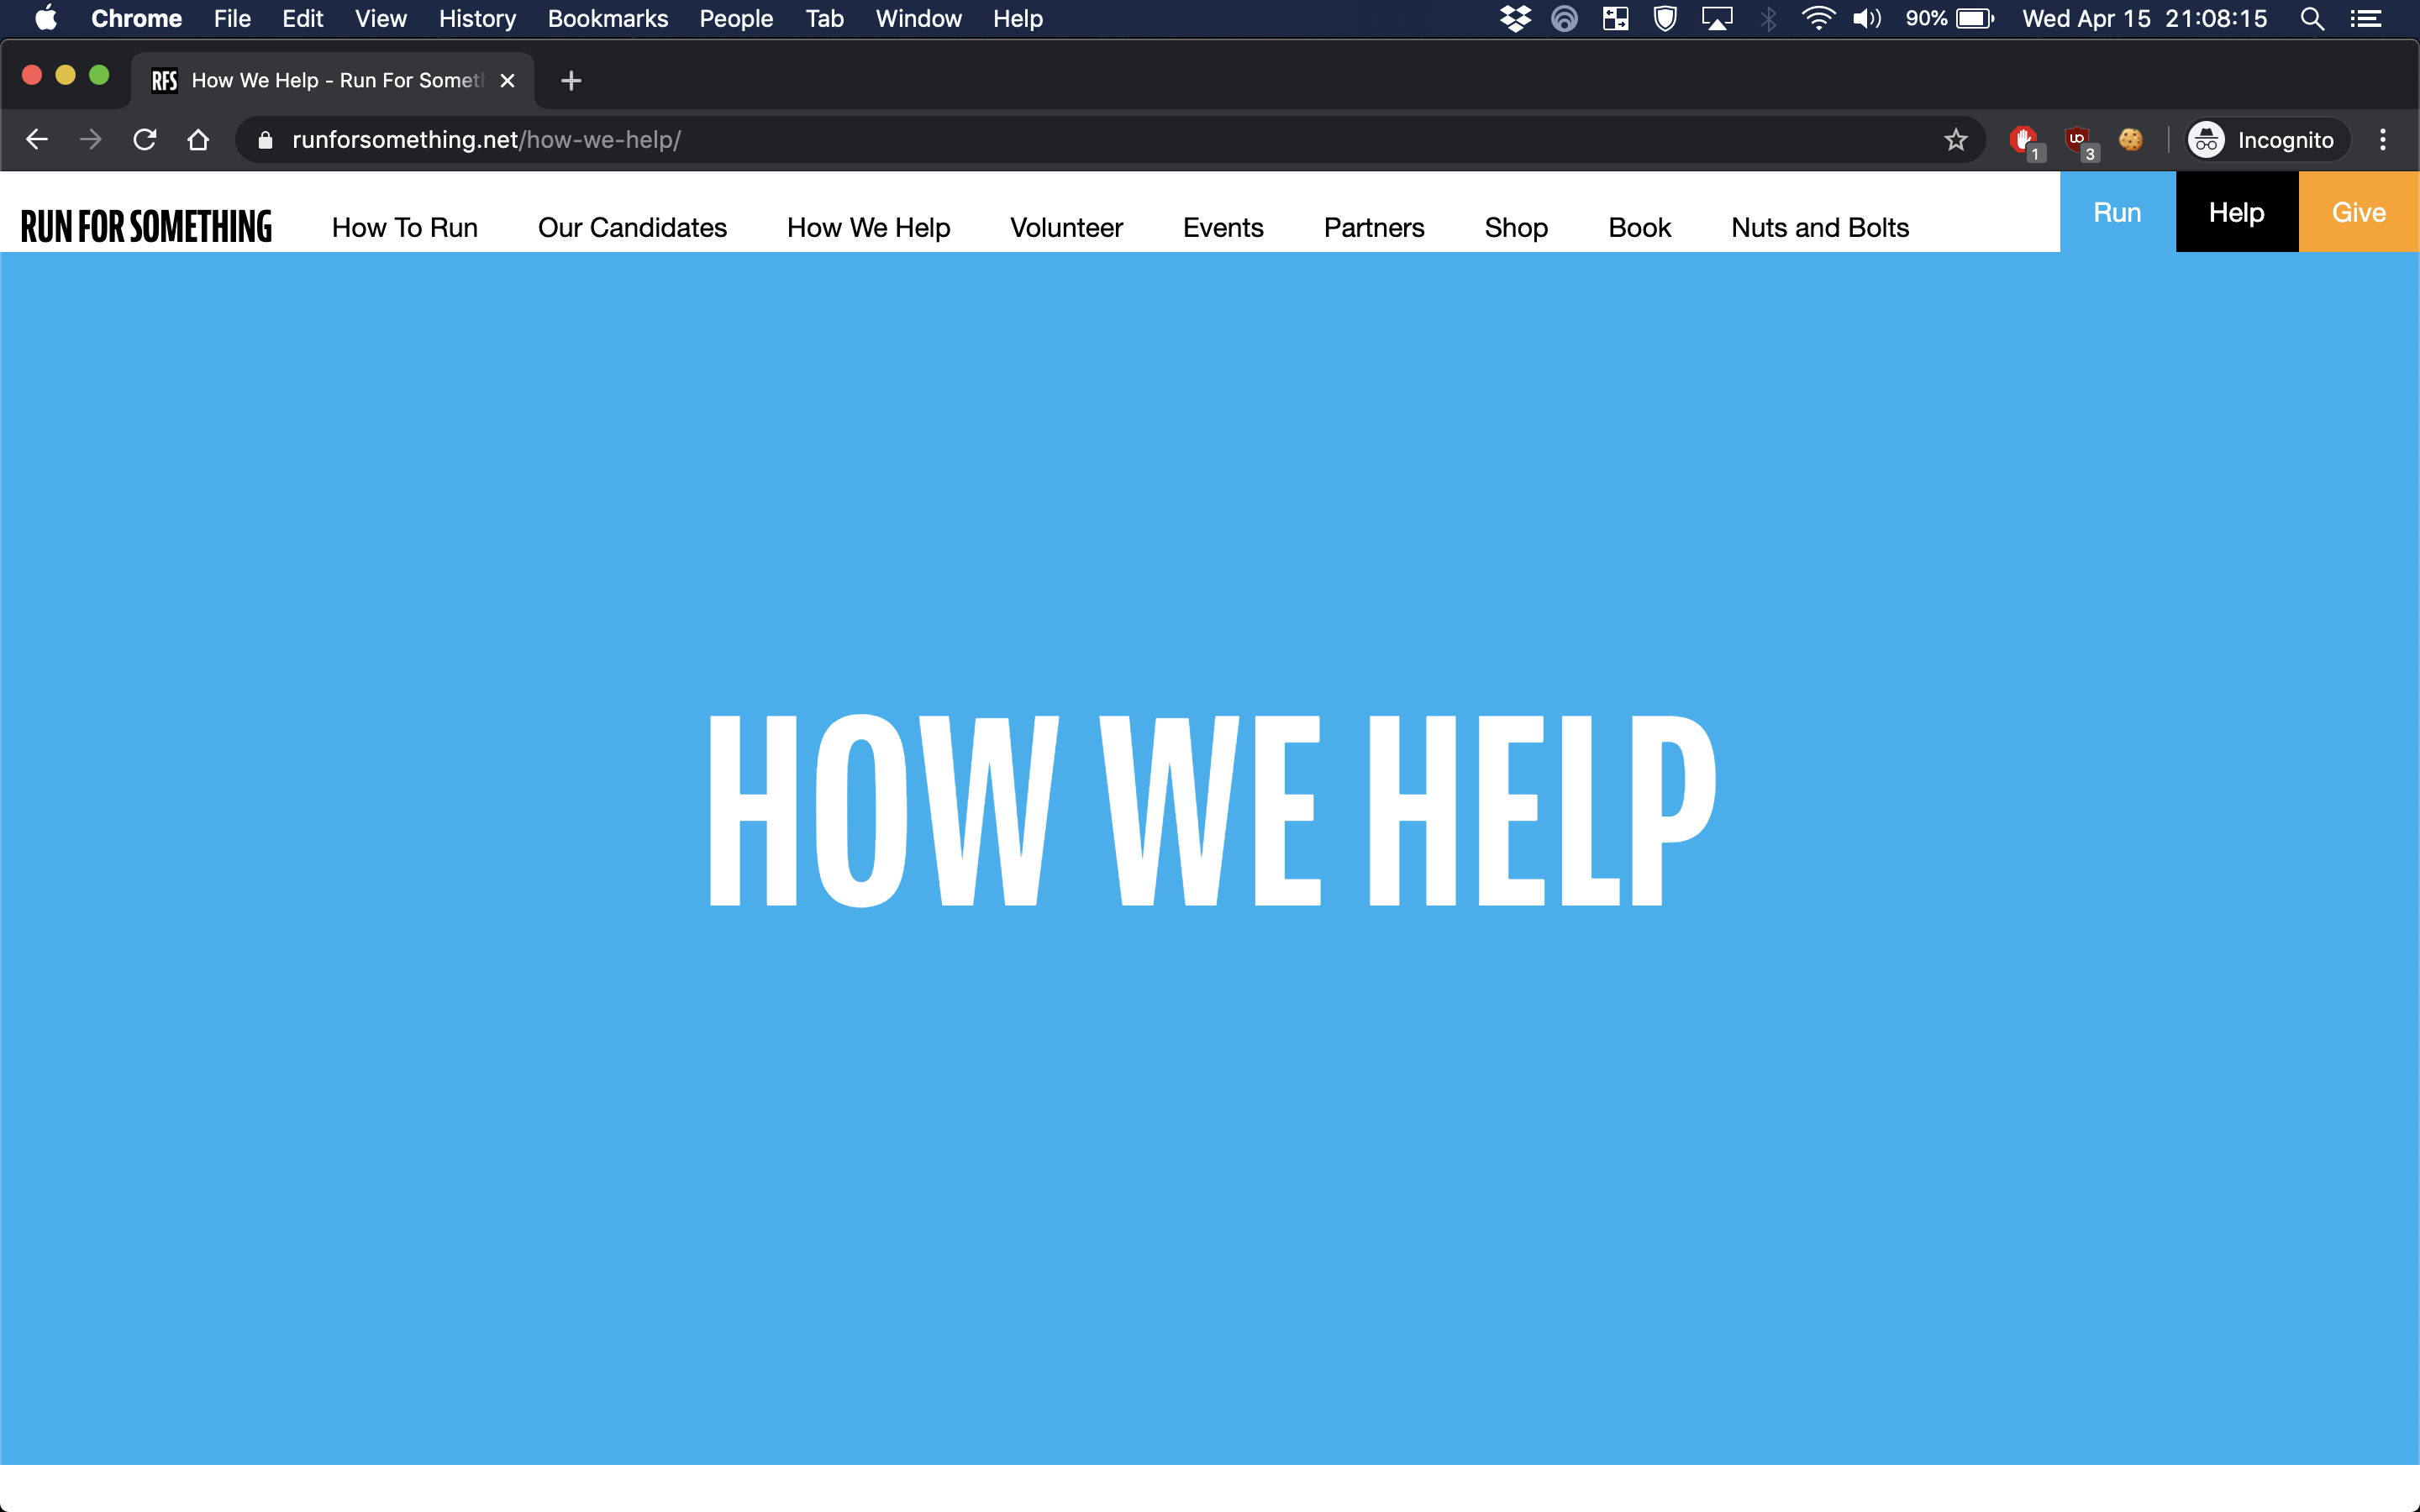 Chrome File Edit View History Bookmarks People Tab Window Help 90% Wed Apr 15 21:08:15
RFS How We Help - Run For Someth
runforsomething.net/how-we-help/ 1 3 Incognito
RUN FOR SOMETHING How To Run Our Candidates How We Help Volunteer Events Partners Shop Book Nuts and Bolts Run Help Give
HOW WE HELP